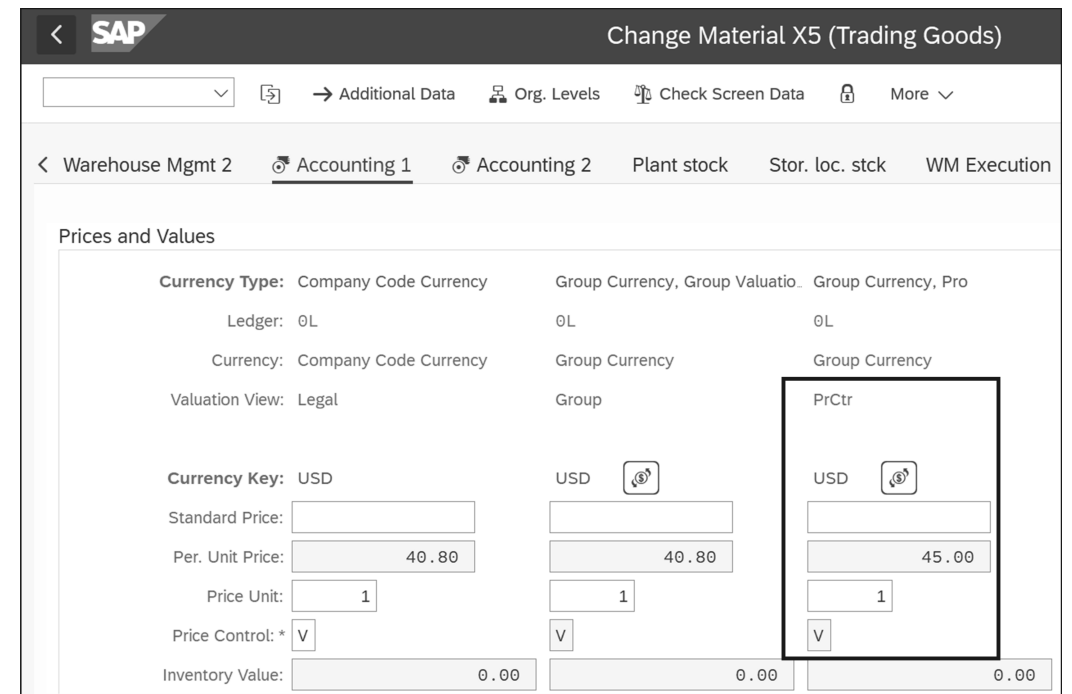 SAP Change Material X5 (Trading Goods)
Additional Data Org. Levels Check Screen Data More
Warehouse Mgmt 2 Accounting 1 Accounting 2 Plant stock Stor. loc. stck WM Execution
Prices and Values
Currency Type: Company Code Currency Group Currency, Group Valuatio… Group Currency, Pro
Ledger: 0L 0L 0L
Currency: Company Code Currency Group Currency Group Currency
Valuation View: Legal Group PrCtr
Currency Key: USD USD USD
Standard Price:
Per. Unit Price: 40.80 40.80 45.00
Price Unit: 1 1 1
Price Control: * V V V
Inventory Value: 0.00 0.00 0.00